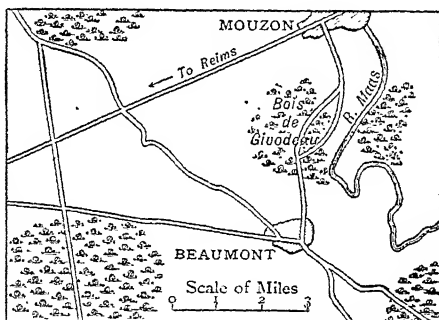 MOUZON
To Reims
Bois
de
Givodeau
R. Maas
BEAUMONT
Scale of Miles
0 1 2 3